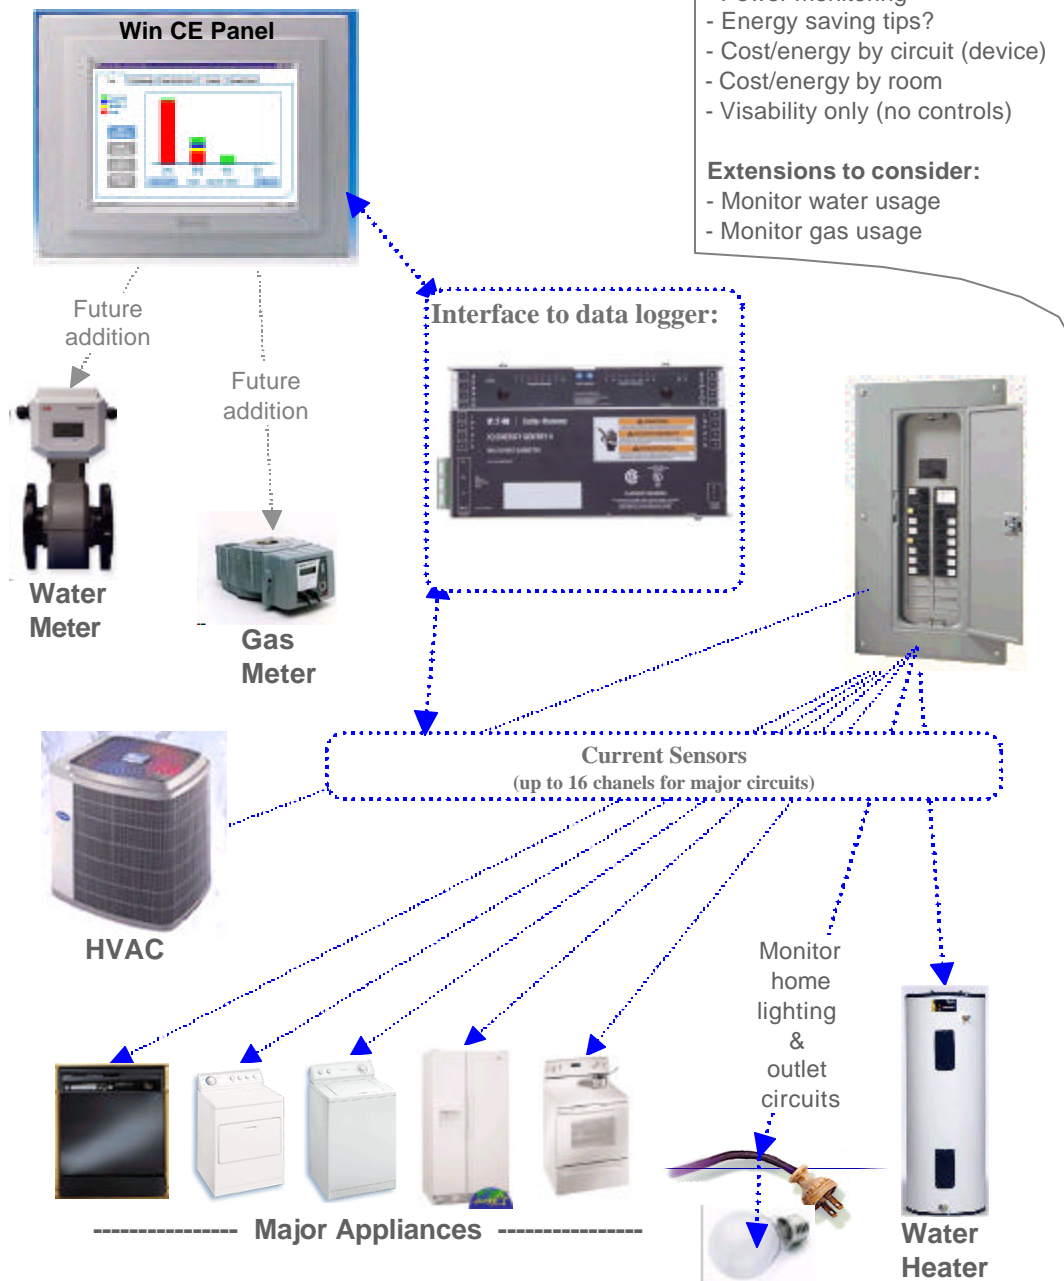 Win CE Panel
- Power monitoring
- Energy saving tips?
- Cost/energy by circuit (device)
- Cost/energy by room
- Visability only (no controls)
Extensions to consider:
- Monitor water usage
- Monitor gas usage
Future
addition
Future
addition
Interface to data logger:
Water
Meter
Gas
Meter
Current Sensors
(up to 16 chanels for major circuits)
HVAC
Monitor
home
lighting
&
outlet
circuits
---------------- Major Appliances ----------------
Water
Heater